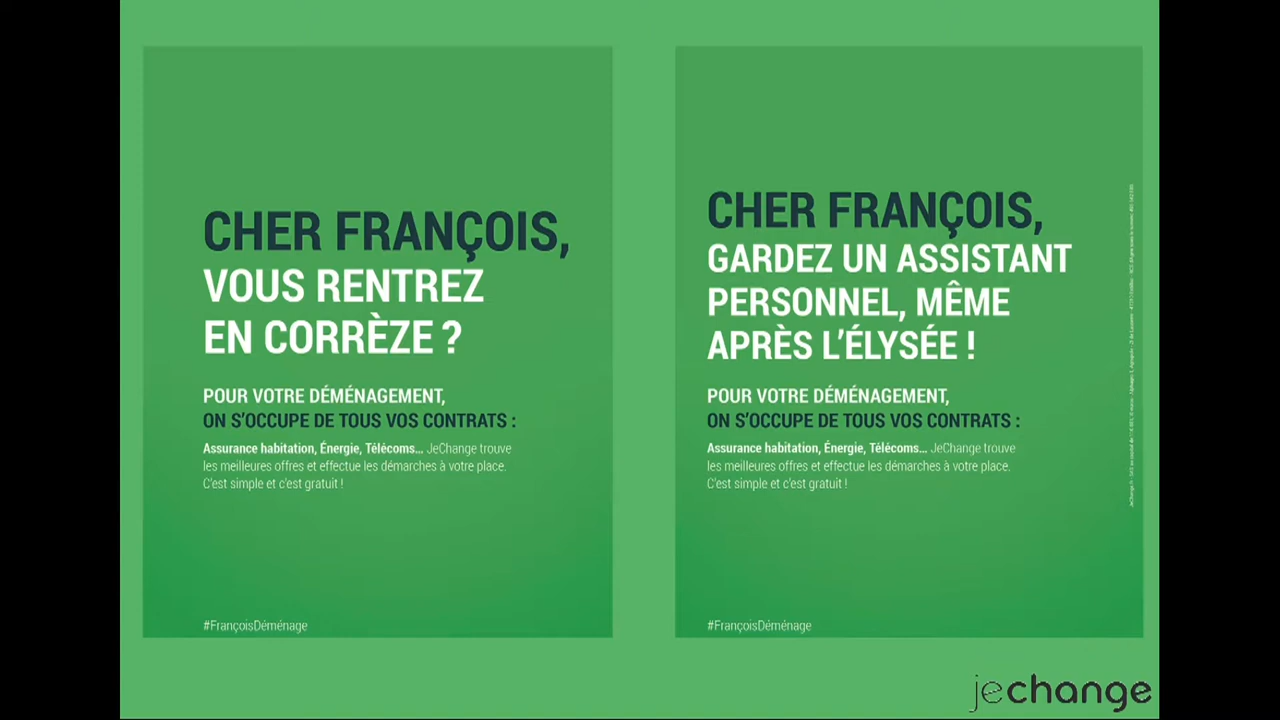 CHER FRANÇOIS,
VOUS RENTREZ
EN CORRÈZE ?
POUR VOTRE DÉMÉNAGEMENT,
ON S'OCCUPE DE TOUS VOS CONTRATS :
Assurance habitation, Énergie, Télécoms... JeChange trouve
les meilleures offres et effectue les démarches à votre place.
C'est simple et c'est gratuit !
#FrançoisDéménage
CHER FRANÇOIS,
GARDEZ UN ASSISTANT
PERSONNEL, MÊME
APRÈS L'ÉLYSÉE !
POUR VOTRE DÉMÉNAGEMENT,
ON S'OCCUPE DE TOUS VOS CONTRATS :
Assurance habitation, Énergie, Télécoms... JeChange trouve
les meilleures offres et effectue les démarches à votre place.
C'est simple et c'est gratuit !
#FrançoisDéménage
jechange